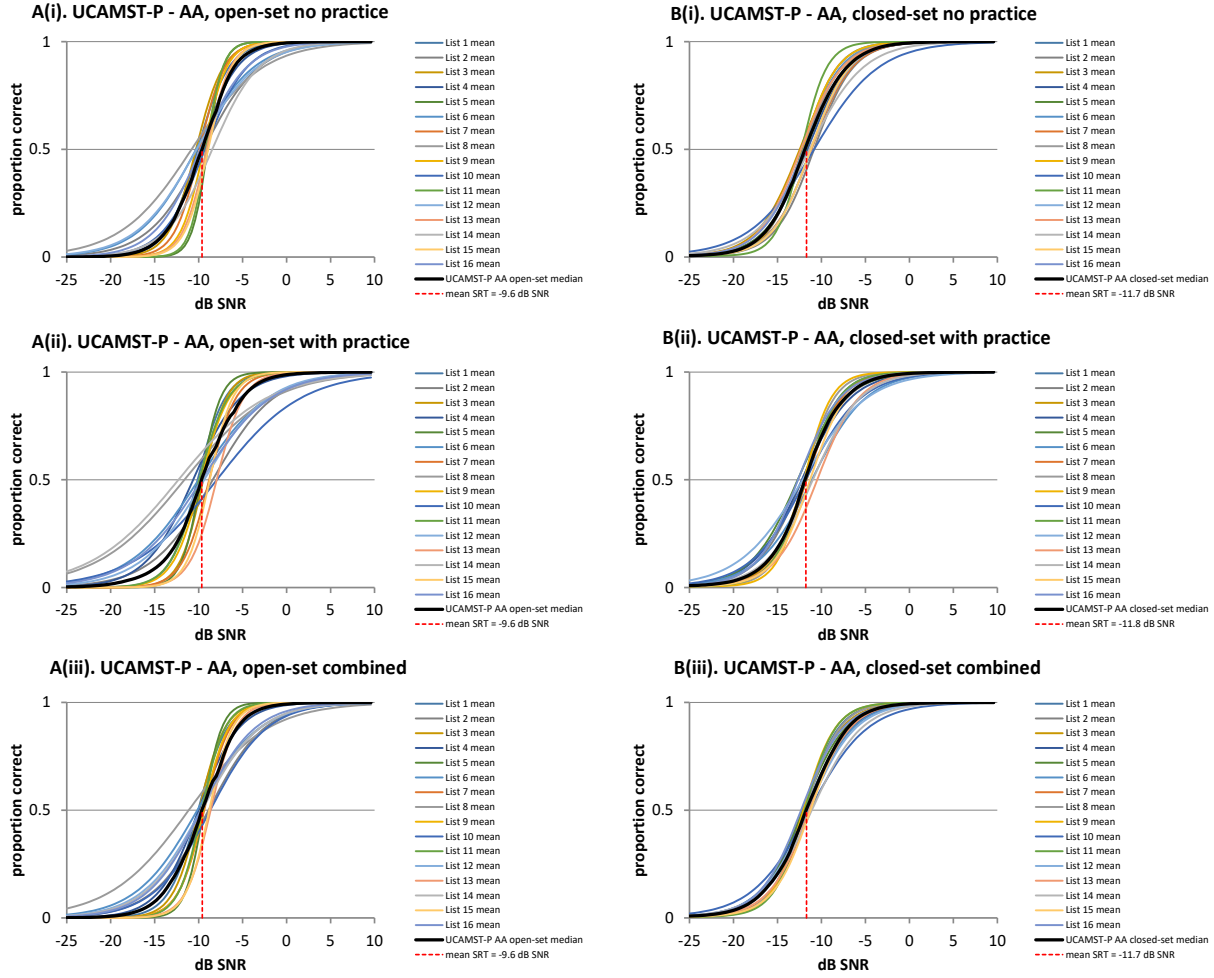 A(i). UCAMST-P - AA, open-set no practice
proportion correct
1
0.5
0
-25 -20 -15 -10 -5 0 5 10
dB SNR
List 1 mean
List 2 mean
List 3 mean
List 4 mean
List 5 mean
List 6 mean
List 7 mean
List 8 mean
List 9 mean
List 10 mean
List 11 mean
List 12 mean
List 13 mean
List 14 mean
List 15 mean
List 16 mean
UCAMST-P AA open-set median
mean SRT = -9.6 dB SNR
B(i). UCAMST-P - AA, closed-set no practice
proportion correct
1
0.5
0
-25 -20 -15 -10 -5 0 5 10
dB SNR
List 1 mean
List 2 mean
List 3 mean
List 4 mean
List 5 mean
List 6 mean
List 7 mean
List 8 mean
List 9 mean
List 10 mean
List 11 mean
List 12 mean
List 13 mean
List 14 mean
List 15 mean
List 16 mean
UCAMST-P AA closed-set median
mean SRT = -11.7 dB SNR
A(ii). UCAMST-P - AA, open-set with practice
proportion correct
1
0.5
0
-25 -20 -15 -10 -5 0 5 10
dB SNR
List 1 mean
List 2 mean
List 3 mean
List 4 mean
List 5 mean
List 6 mean
List 7 mean
List 8 mean
List 9 mean
List 10 mean
List 11 mean
List 12 mean
List 13 mean
List 14 mean
List 15 mean
List 16 mean
UCAMST-P AA open-set median
mean SRT = -9.6 dB SNR
B(ii). UCAMST-P - AA, closed-set with practice
proportion correct
1
0.5
0
-25 -20 -15 -10 -5 0 5 10
dB SNR
List 1 mean
List 2 mean
List 3 mean
List 4 mean
List 5 mean
List 6 mean
List 7 mean
List 8 mean
List 9 mean
List 10 mean
List 11 mean
List 12 mean
List 13 mean
List 14 mean
List 15 mean
List 16 mean
UCAMST-P AA closed-set median
mean SRT = -11.8 dB SNR
A(iii). UCAMST-P - AA, open-set combined
proportion correct
1
0.5
0
-25 -20 -15 -10 -5 0 5 10
dB SNR
List 1 mean
List 2 mean
List 3 mean
List 4 mean
List 5 mean
List 6 mean
List 7 mean
List 8 mean
List 9 mean
List 10 mean
List 11 mean
List 12 mean
List 13 mean
List 14 mean
List 15 mean
List 16 mean
UCAMST-P AA open-set median
mean SRT = -9.6 dB SNR
B(iii). UCAMST-P - AA, closed-set combined
proportion correct
1
0.5
0
-25 -20 -15 -10 -5 0 5 10
dB SNR
List 1 mean
List 2 mean
List 3 mean
List 4 mean
List 5 mean
List 6 mean
List 7 mean
List 8 mean
List 9 mean
List 10 mean
List 11 mean
List 12 mean
List 13 mean
List 14 mean
List 15 mean
List 16 mean
UCAMST-P AA closed-set median
mean SRT = -11.7 dB SNR